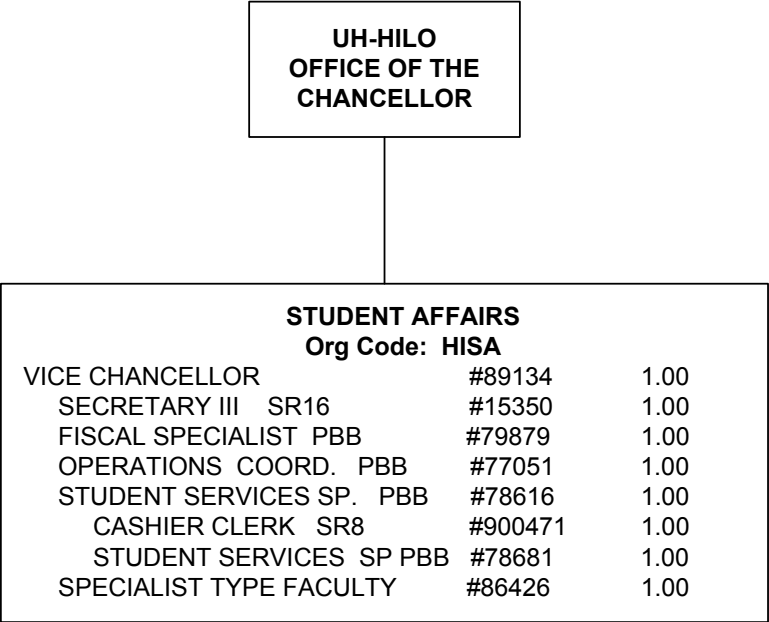 UH-HILO
OFFICE OF THE
CHANCELLOR
STUDENT AFFAIRS
Org Code: HISA
VICE CHANCELLOR #89134 1.00
SECRETARY III SR16 #15350 1.00
FISCAL SPECIALIST PBB #79879 1.00
OPERATIONS COORD. PBB #77051 1.00
STUDENT SERVICES SP. PBB #78616 1.00
CASHIER CLERK SR8 #900471 1.00
STUDENT SERVICES SP PBB #78681 1.00
SPECIALIST TYPE FACULTY #86426 1.00